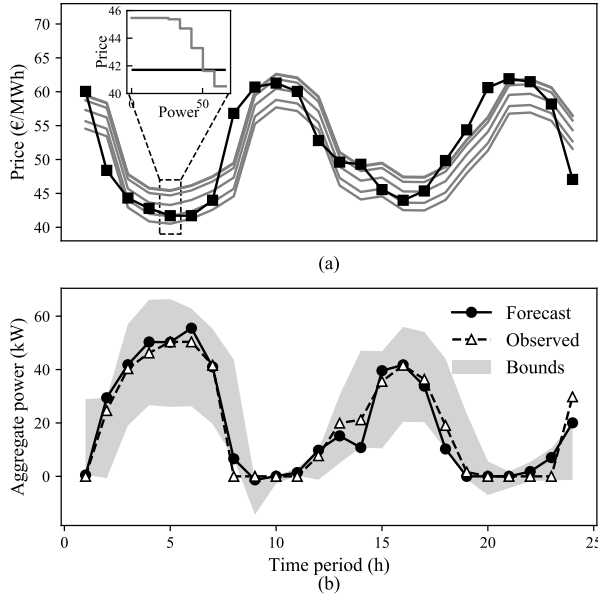 70
65
60
55
50
45
40
Price (€/MWh)
46
44
42
40
Price
0
50
Power
(a)
60
40
20
0
Aggregate power (kW)
Forecast
Observed
Bounds
0
5
10
15
20
25
Time period (h)
(b)